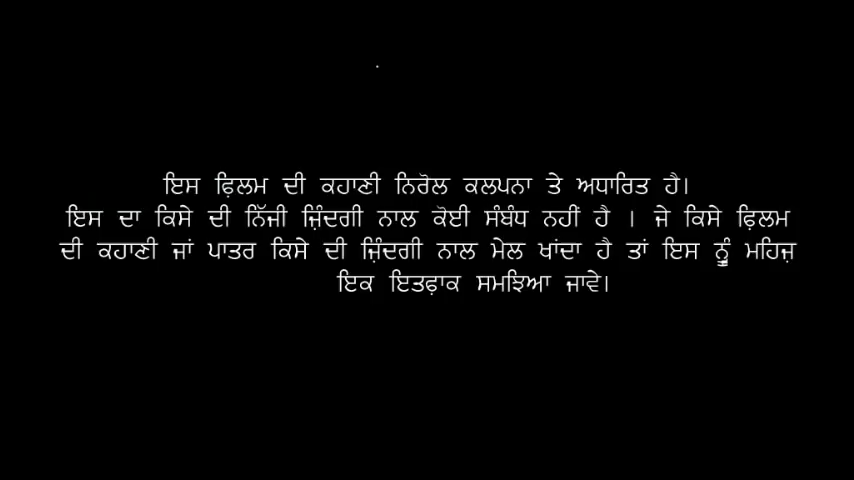 ਇਸ ਫ਼ਿਲਮ ਦੀ ਕਹਾਣੀ ਨਿਰੋਲ ਕਲਪਨਾ ਤੇ ਅਧਾਰਿਤ ਹੈ।
ਇਸ ਦਾ ਕਿਸੇ ਦੀ ਨਿੱਜੀ ਜ਼ਿੰਦਗੀ ਨਾਲ ਕੋਈ ਸੰਬੰਧ ਨਹੀਂ ਹੈ । ਜੇ ਕਿਸੇ ਫ਼ਿਲਮ
ਦੀ ਕਹਾਣੀ ਜਾਂ ਪਾਤਰ ਕਿਸੇ ਦੀ ਜ਼ਿੰਦਗੀ ਨਾਲ ਮੇਲ ਖਾਂਦਾ ਹੈ ਤਾਂ ਇਸ ਨੂੰ ਮਹਿਜ਼
ਇਕ ਇਤਫ਼ਾਕ ਸਮਝਿਆ ਜਾਵੇ।